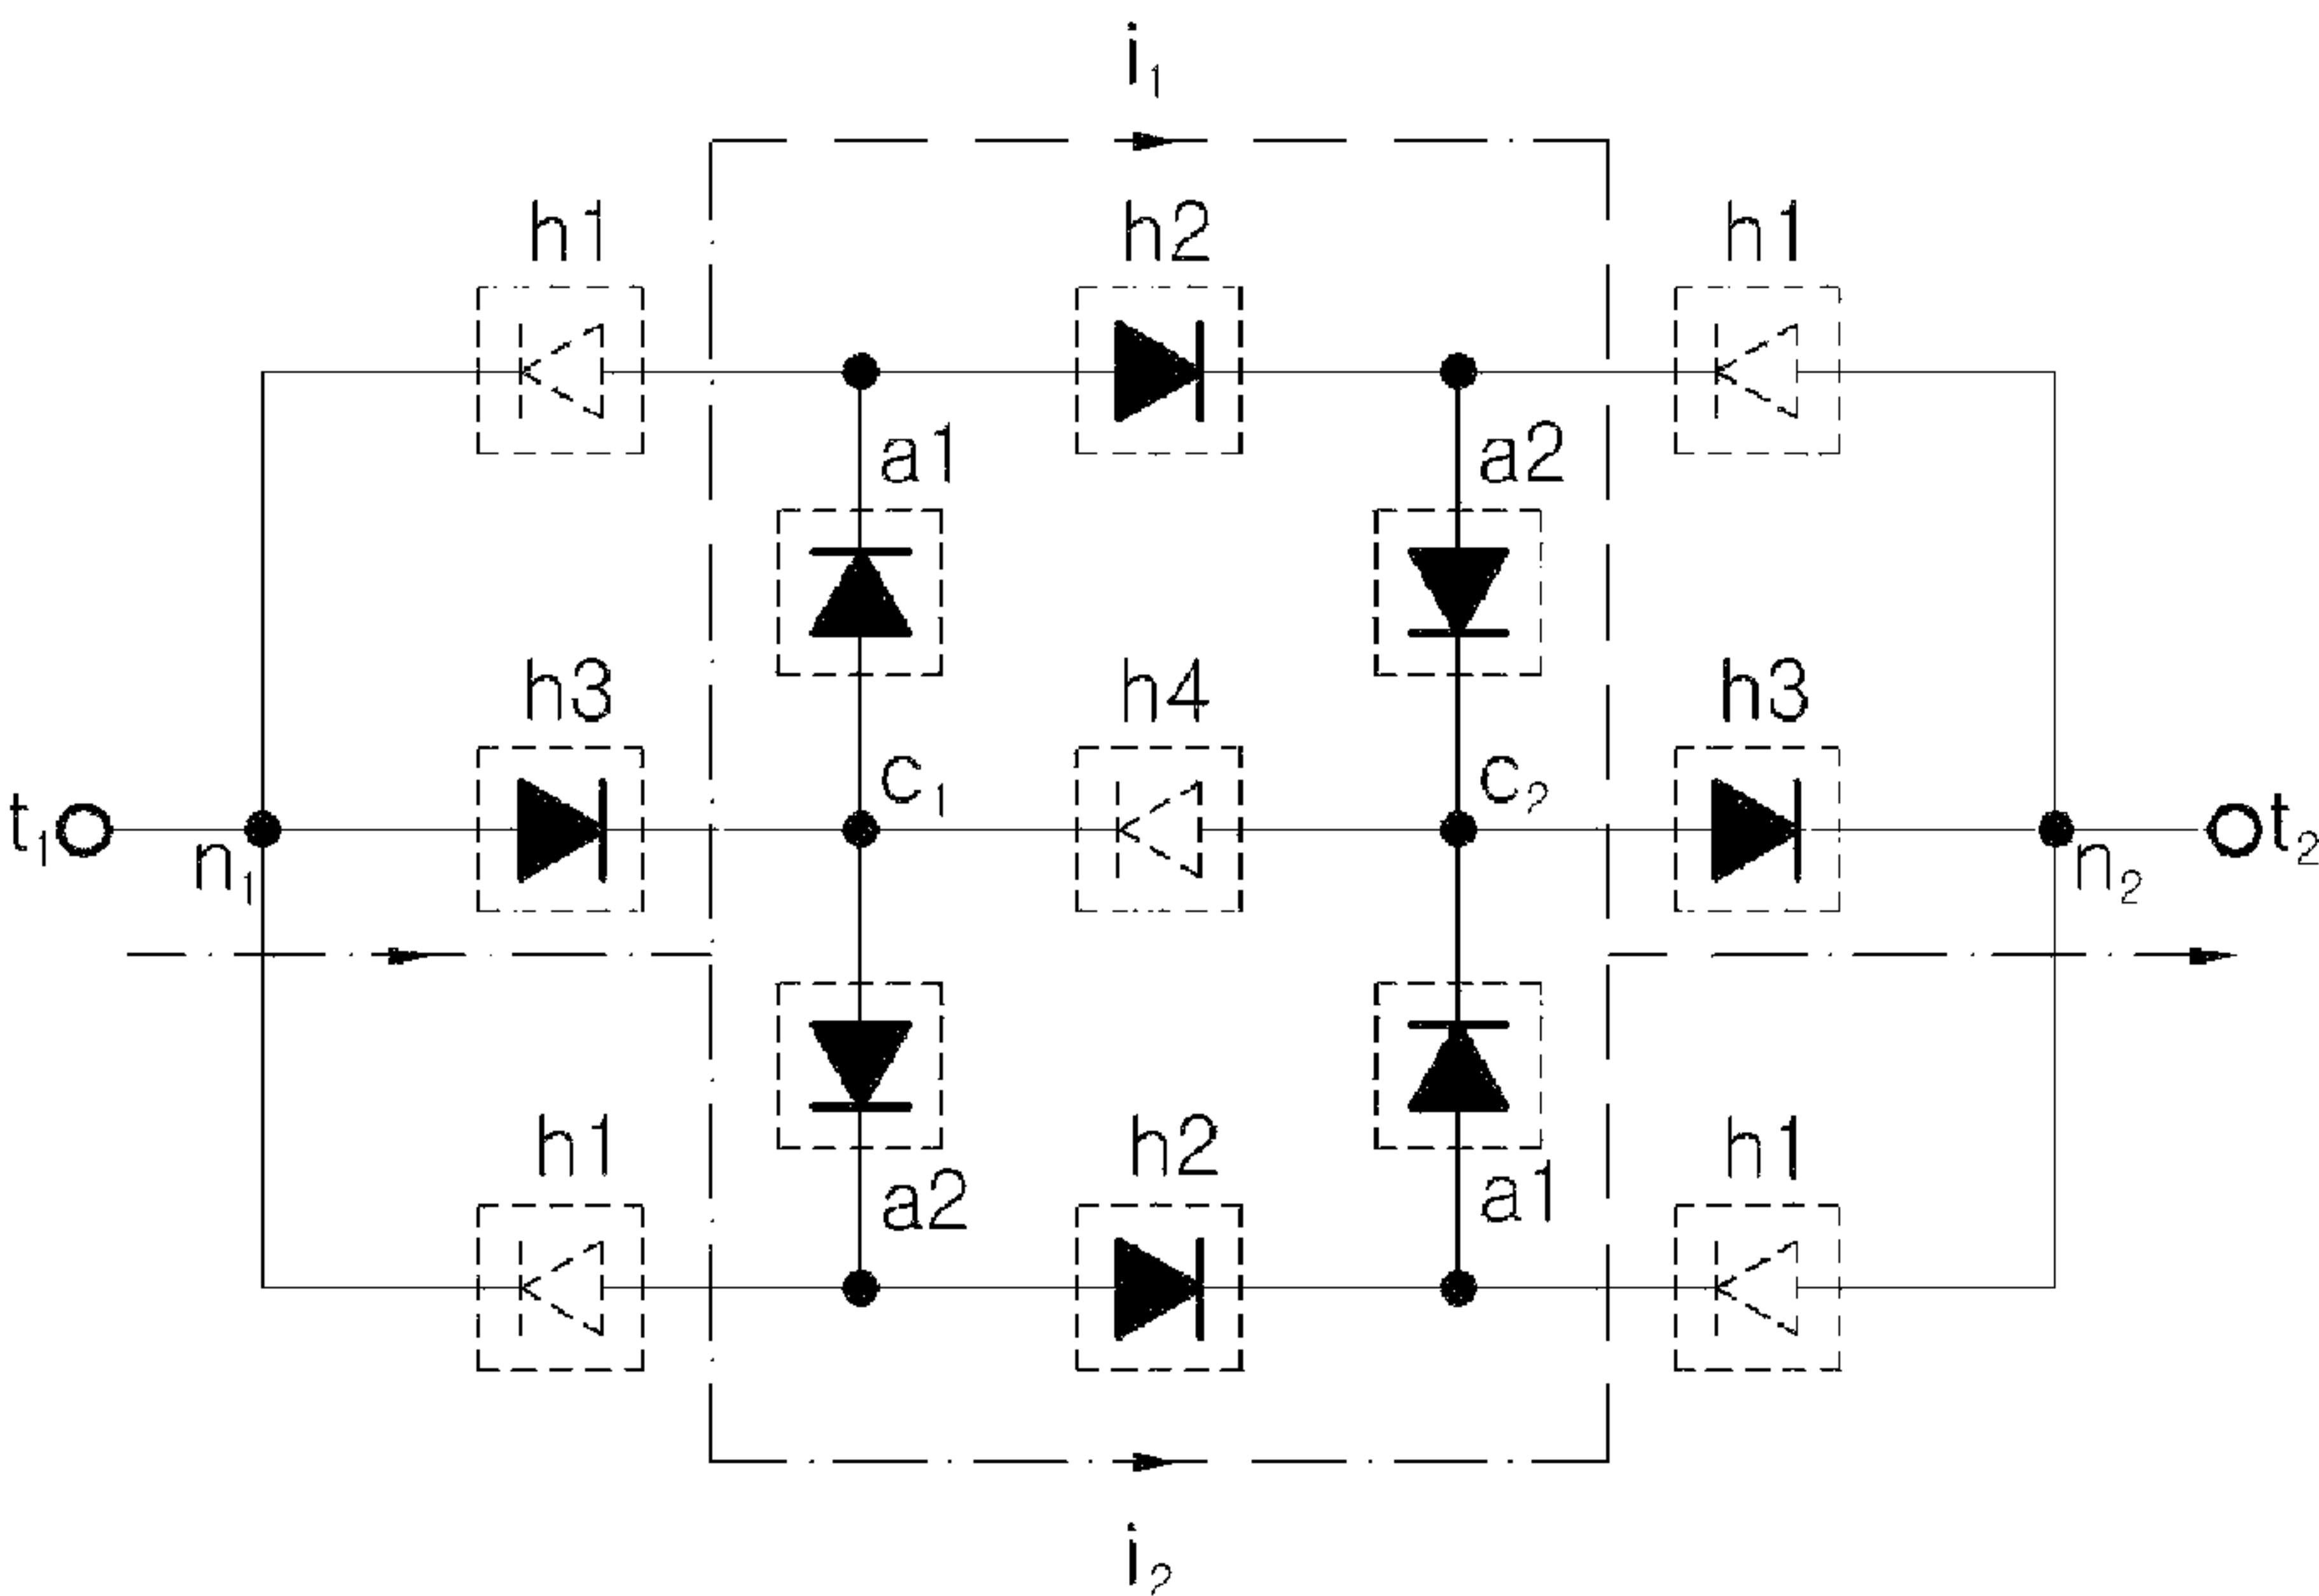 i₁
h1 h2 h1
a1 a2
h3 h4 h3
t₁ c₁ c₂ t₂
n₁ n₂
h1 h2 h1
a2 a1
i₂